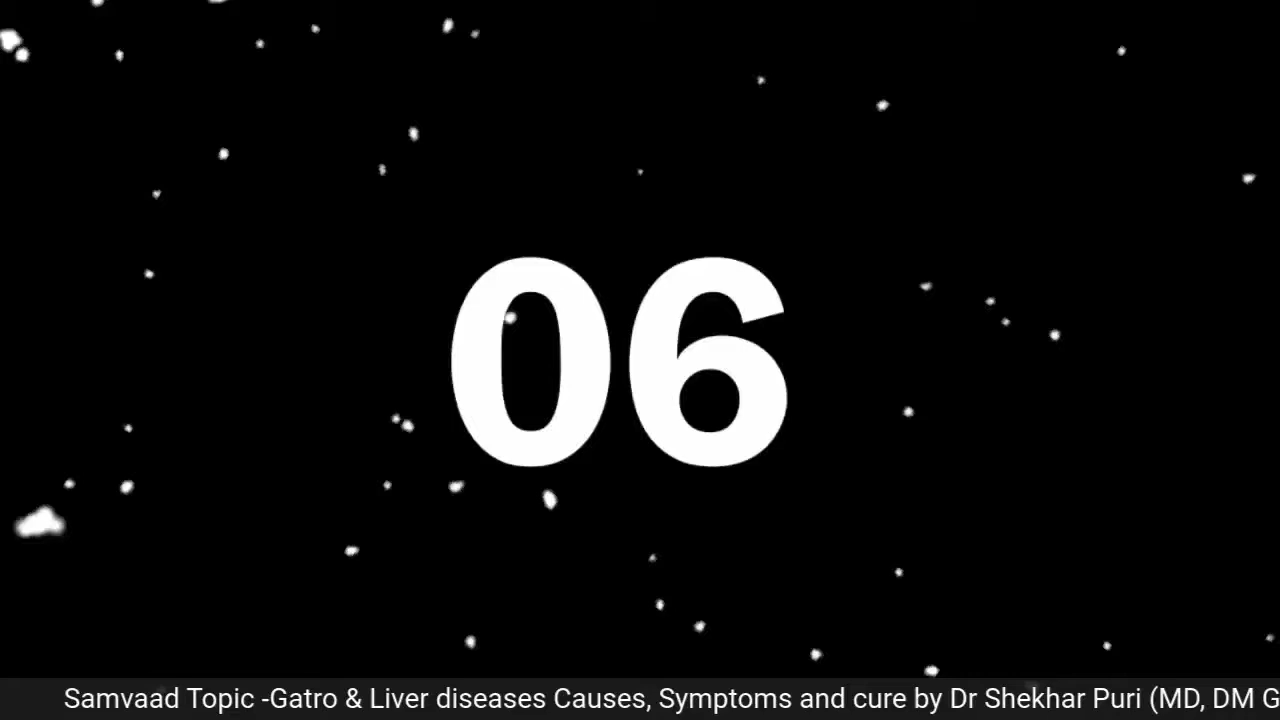 06
Samvaad Topic -Gatro & Liver diseases Causes, Symptoms and cure by Dr Shekhar Puri (MD, DM G